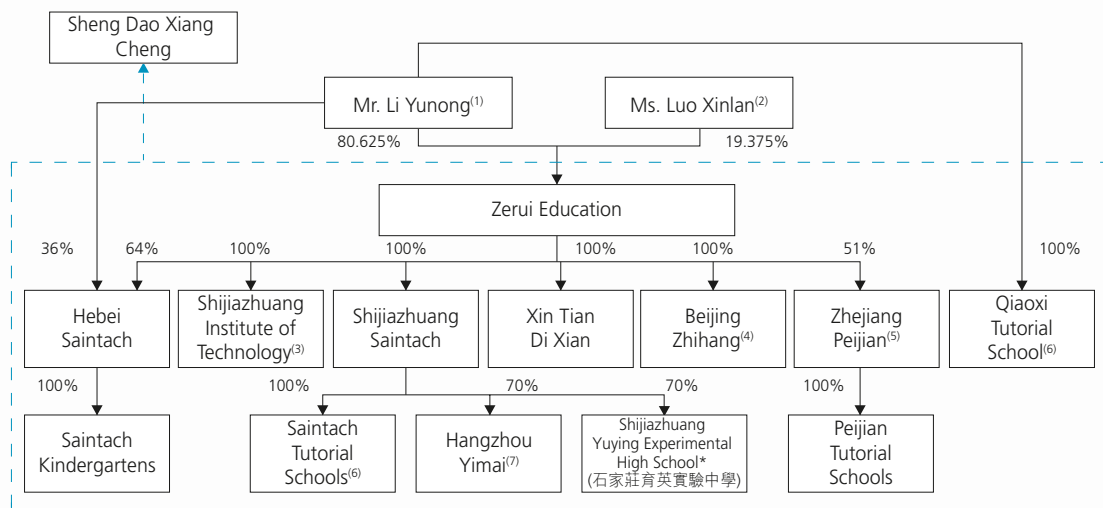 Sheng Dao Xiang
Cheng
Mr. Li Yunong(1)
Ms. Luo Xinlan(2)
80.625%
19.375%
Zerui Education
36%
64%
100%
100%
100%
100%
51%
100%
Hebei
Saintach
Shijiazhuang
Institute of
Technology(3)
Shijiazhuang
Saintach
Xin Tian
Di Xian
Beijing
Zhihang(4)
Zhejiang
Peijian(5)
Qiaoxi
Tutorial
School(6)
100%
100%
70%
70%
100%
Saintach
Kindergartens
Saintach
Tutorial
Schools(6)
Hangzhou
Yimai(7)
Shijiazhuang
Yuying Experimental
High School*
(石家莊育英實驗中學)
Peijian
Tutorial
Schools